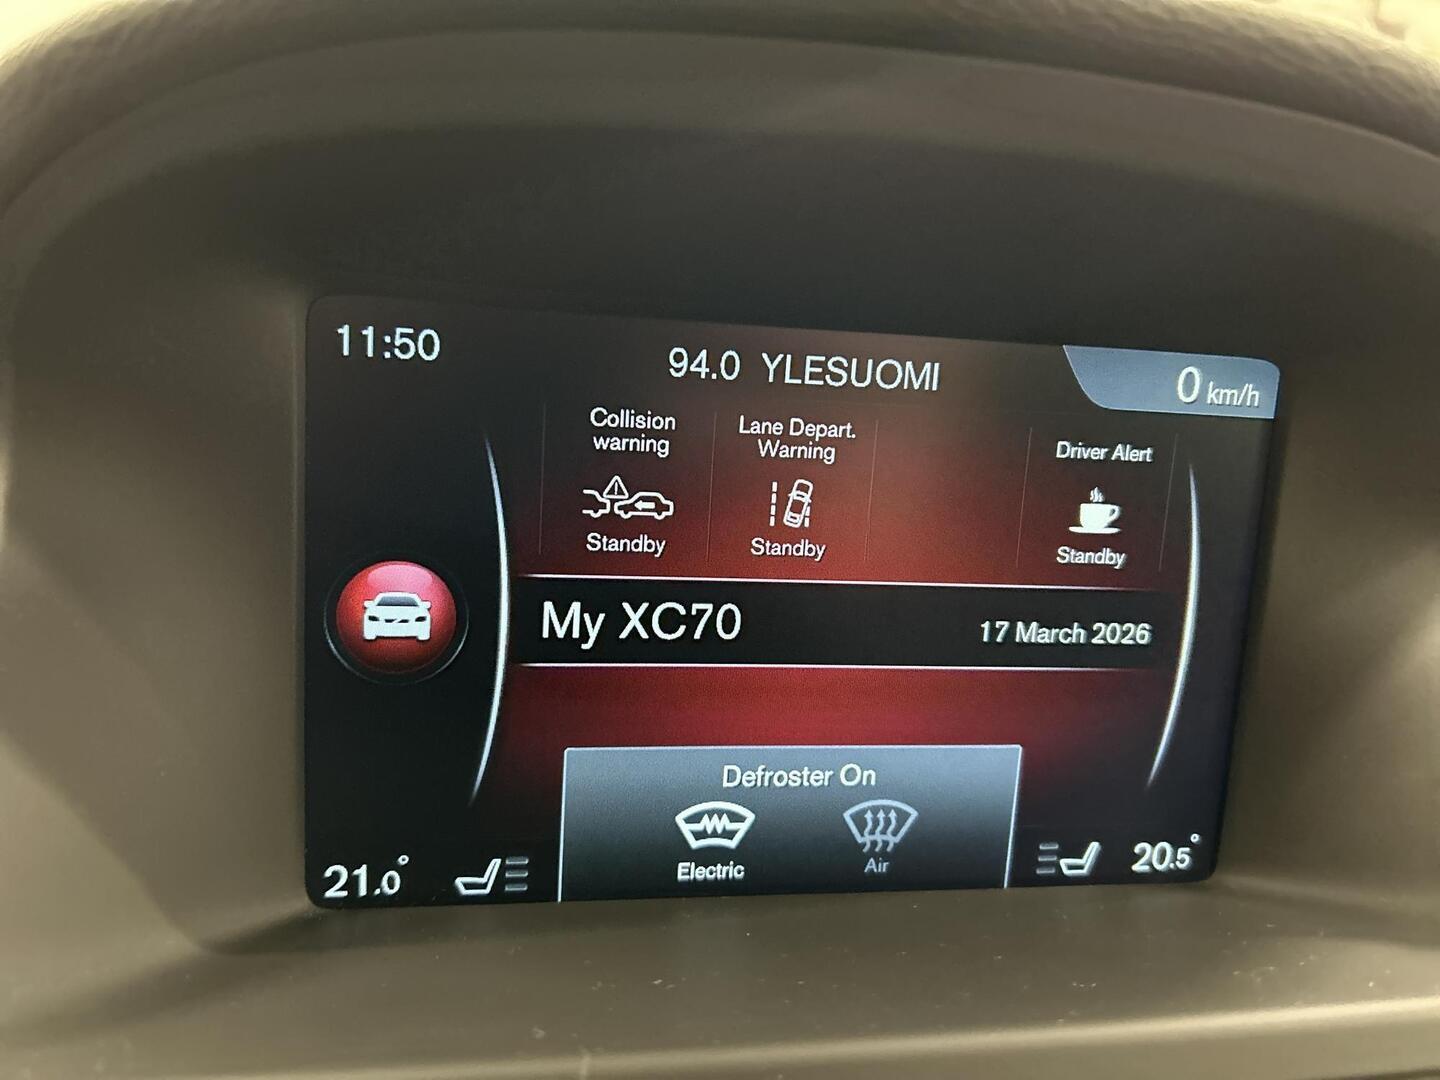 11:50
94.0 YLESUOMI
0 km/h
Collision
warning
Standby
Lane Depart.
Warning
Standby
Driver Alert
Standby
My XC70
17 March 2026
Defroster On
Electric
Air
21.0°
20.5°